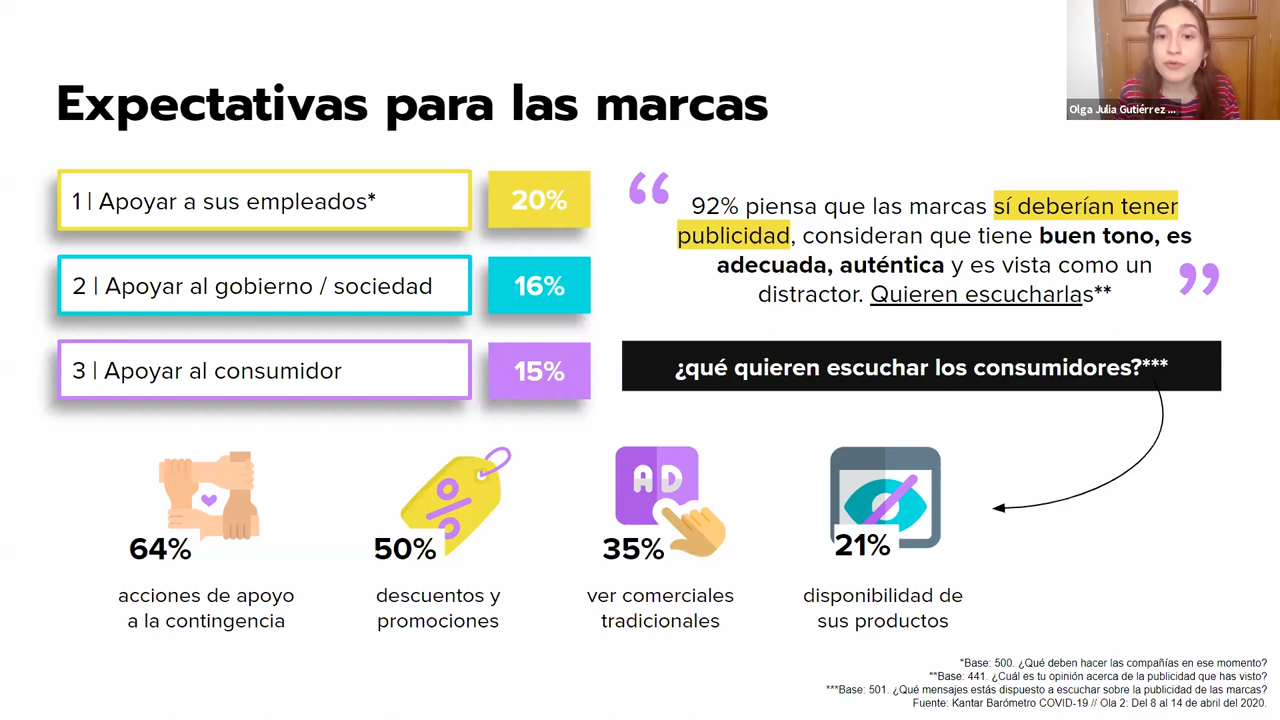 Olga Julia Gutiérrez ...
Expectativas para las marcas
1 | Apoyar a sus empleados*
20%
2 | Apoyar al gobierno / sociedad
16%
3 | Apoyar al consumidor
15%
“
92% piensa que las marcas sí deberían tener
publicidad, consideran que tiene buen tono, es
adecuada, auténtica y es vista como un
distractor. Quieren escucharlas**
”
¿qué quieren escuchar los consumidores?***
64%
acciones de apoyo
a la contingencia
%
50%
descuentos y
promociones
AD
35%
ver comerciales
tradicionales
21%
disponibilidad de
sus productos
*Base: 500. ¿Qué deben hacer las compañías en ese momento?
**Base: 441. ¿Cuál es tu opinión acerca de la publicidad que has visto?
***Base: 501. ¿Qué mensajes estás dispuesto a escuchar sobre la publicidad de las marcas?
Fuente: Kantar Barómetro COVID-19 // Ola 2: Del 8 al 14 de abril del 2020.